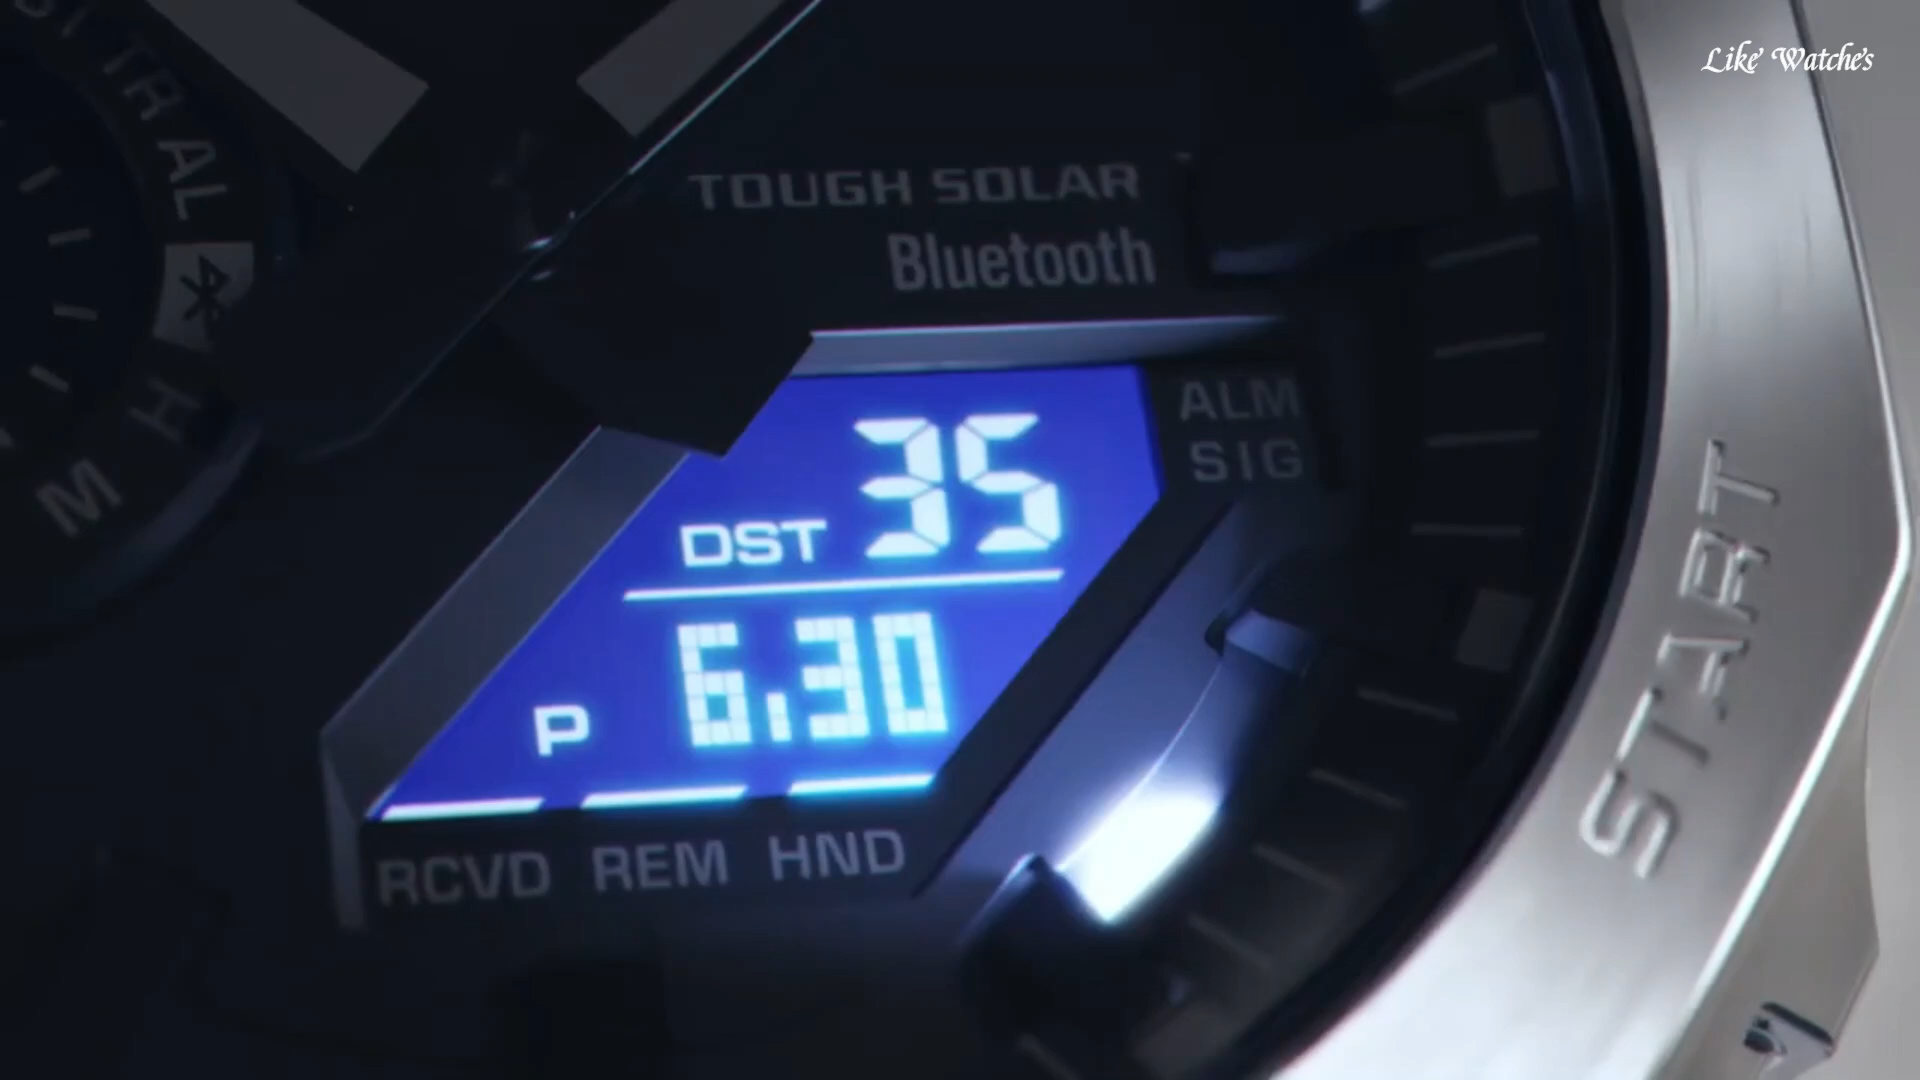 Like Watche's
TRAL
TOUGH SOLAR
Bluetooth
H
M
ALM
SIG
35
DST
6.30
P
RCVD REM HND
START